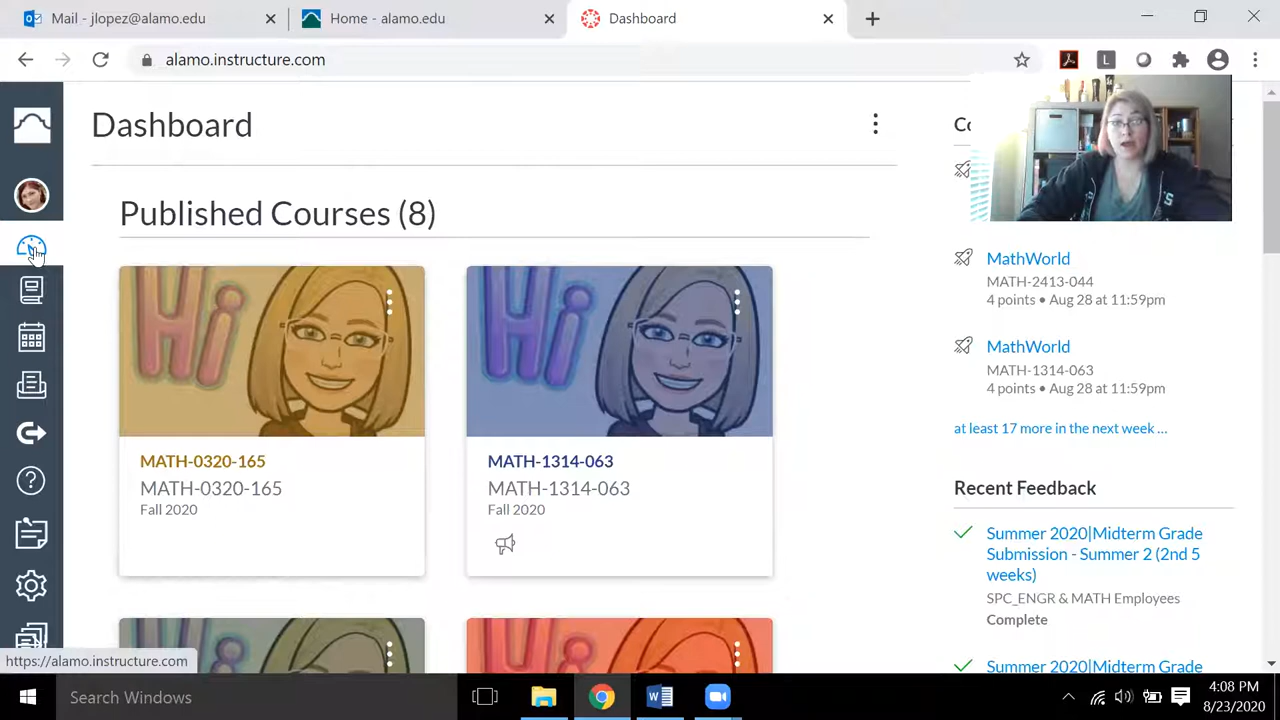 Mail - jlopez@alamo.edu
Home - alamo.edu
Dashboard
alamo.instructure.com
L
Dashboard
Published Courses (8)
Hi
MATH-0320-165
MATH-0320-165
Fall 2020
Hi
MATH-1314-063
MATH-1314-063
Fall 2020
MathWorld
MATH-2413-044
4 points • Aug 28 at 11:59pm
MathWorld
MATH-1314-063
4 points • Aug 28 at 11:59pm
at least 17 more in the next week ...
Recent Feedback
Summer 2020|Midterm Grade
Submission - Summer 2 (2nd 5
weeks)
SPC_ENGR & MATH Employees
Complete
Summer 2020|Midterm Grade
https://alamo.instructure.com
Search Windows
4:08 PM
8/23/2020